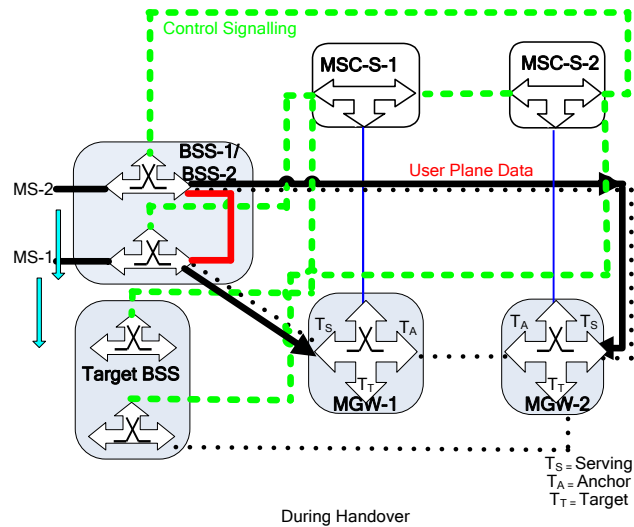 Control Signalling
MSC-S-1
MSC-S-2
BSS-1/
BSS-2
User Plane Data
MS-2
MS-1
Target BSS
TS
TA
TT
MGW-1
TA
TS
TT
MGW-2
TS = Serving
TA = Anchor
TT = Target
During Handover